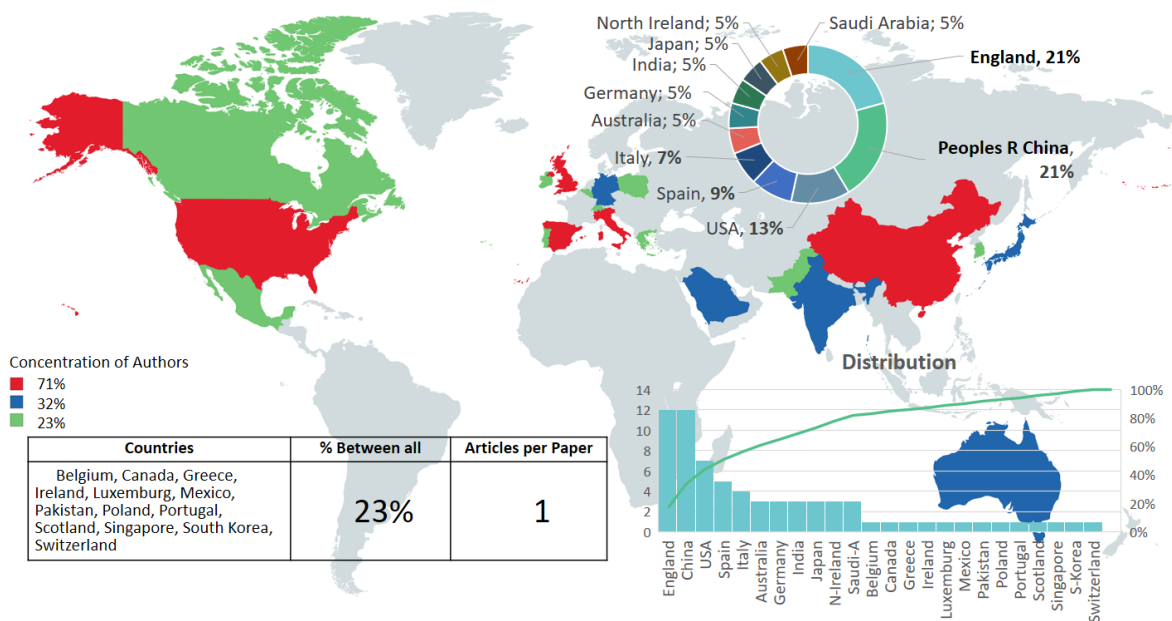 North Ireland; 5%
Saudi Arabia; 5%
Japan; 5%
India; 5%
England, 21%
Germany; 5%
Australia; 5%
Peoples R China,
21%
Italy, 7%
Spain, 9%
USA, 13%
Concentration of Authors
71%
32%
23%
Countries
% Between all
Articles per Paper
Belgium, Canada, Greece,
Ireland, Luxemburg, Mexico,
Pakistan, Poland, Portugal,
Scotland, Singapore, South Korea,
Switzerland
23%
1
Distribution
14
12
10
8
6
4
2
0
100%
80%
60%
40%
20%
0%
England
China
USA
Spain
Italy
Australia
Germany
India
Japan
N-Ireland
Saudi-A
Belgium
Canada
Greece
Ireland
Luxemburg
Mexico
Pakistan
Poland
Portugal
Scotland
Singapore
S-Korea
Switzerland